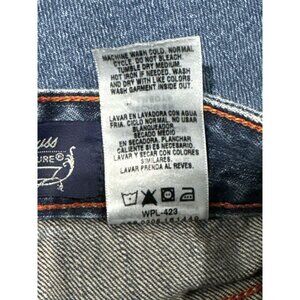 MACHINE WASH COLD. NORMAL
CYCLE. DO NOT BLEACH.
TUMBLE DRY MEDIUM.
HOT IRON IF NEEDED. WASH
AND DRY WITH LIKE COLORS.
WASH GARMENT INSIDE OUT.
LAVAR EN LAVADORA CON AGUA
FRIA. CICLO NORMAL. NO USAR
BLANQUEADOR.
SECADO MEDIO
EN SECADORA. PLANCHAR
CALIENTE SI ES NECESARIO.
LAVAR Y SECAR CON COLORES
SIMILARES.
LAVAR PRENDA AL REVES.
WPL-423